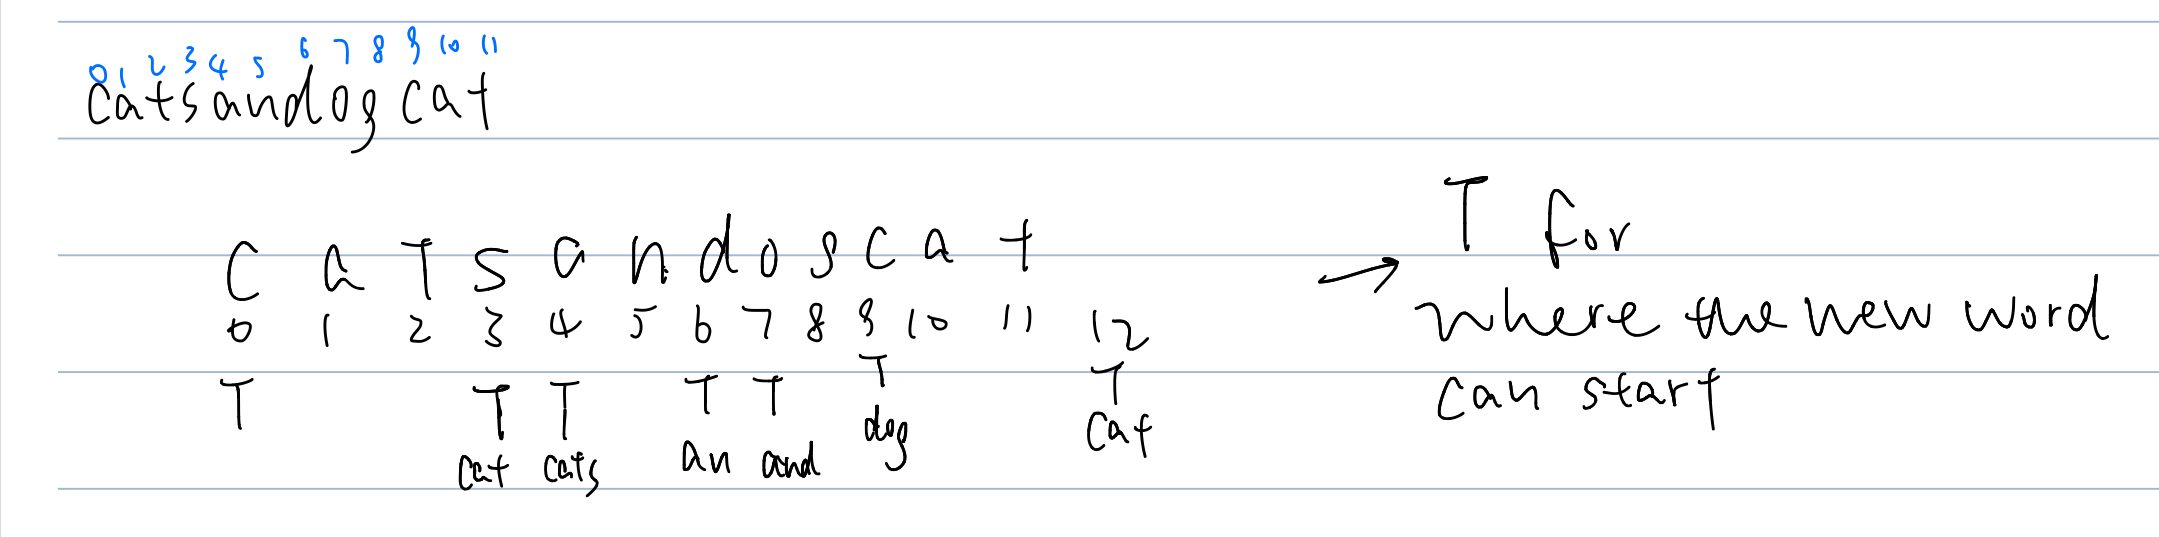 0 1 2 3 4 5 6 7 8 9 10 11
catsandogcat
T for
c a T s a n d o g c a t
where the new word
0 1 2 3 4 5 6 7 8 9 10 11 12
can start
T T T T T T T
cat cats an and dog cat